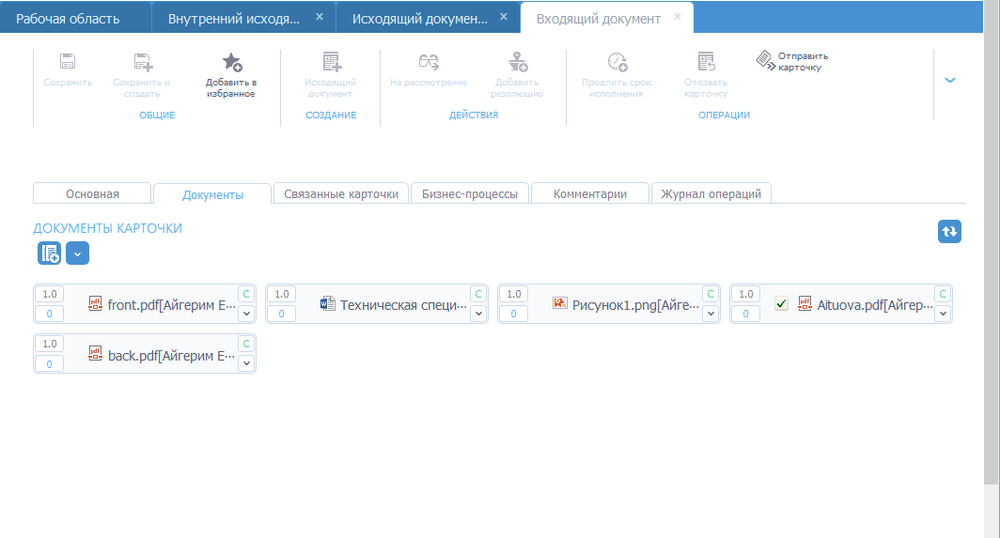 Рабочая область
Внутренний исходя...
x
Исходящий докумен...
x
Входящий документ
x
Сохранить
Сохранить и
создать
Добавить в
избранное
ОБЩИЕ
Исходящий
документ
СОЗДАНИЕ
На рассмотрение
Добавить
резолюцию
ДЕЙСТВИЯ
Продлить срок
исполнения
Отозвать
карточку
Отправить
карточку
ОПЕРАЦИИ
Основная
Документы
Связанные карточки
Бизнес-процессы
Комментарии
Журнал операций
ДОКУМЕНТЫ КАРТОЧКИ
1.0
0
front.pdf[Айгерим Е...
C
1.0
0
Техническая специ...
C
1.0
0
Рисунок1.png[Айге...
C
1.0
0
Aituova.pdf[Айгер...
C
1.0
0
back.pdf[Айгерим Е...
C